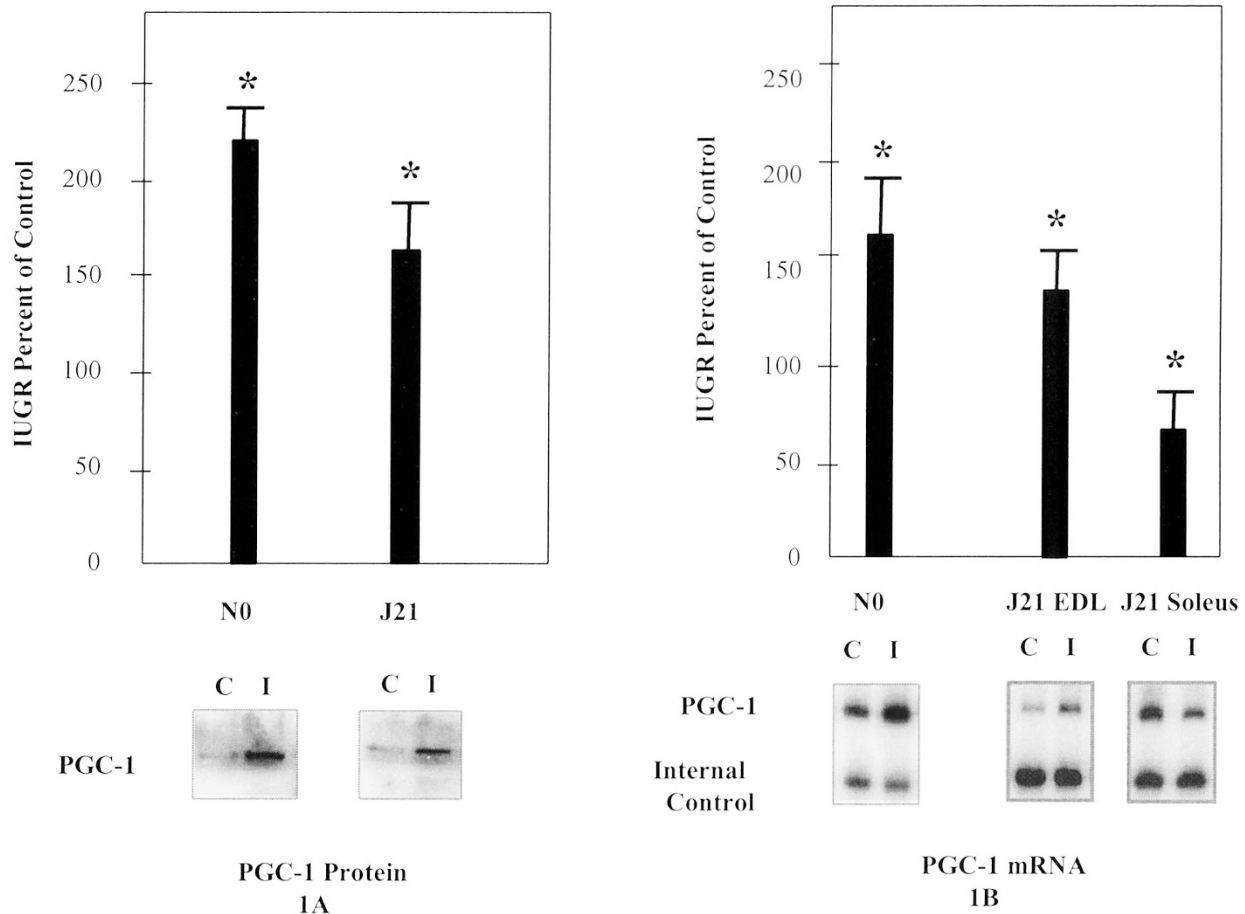 250
200
150
100
50
0
IUGR Percent of Control
*
*
N0 J21
C I C I
PGC-1
PGC-1 Protein
1A
250
200
150
100
50
0
IUGR Percent of Control
*
*
*
N0 J21 EDL J21 Soleus
C I C I C I
PGC-1
Internal
Control
PGC-1 mRNA
1B